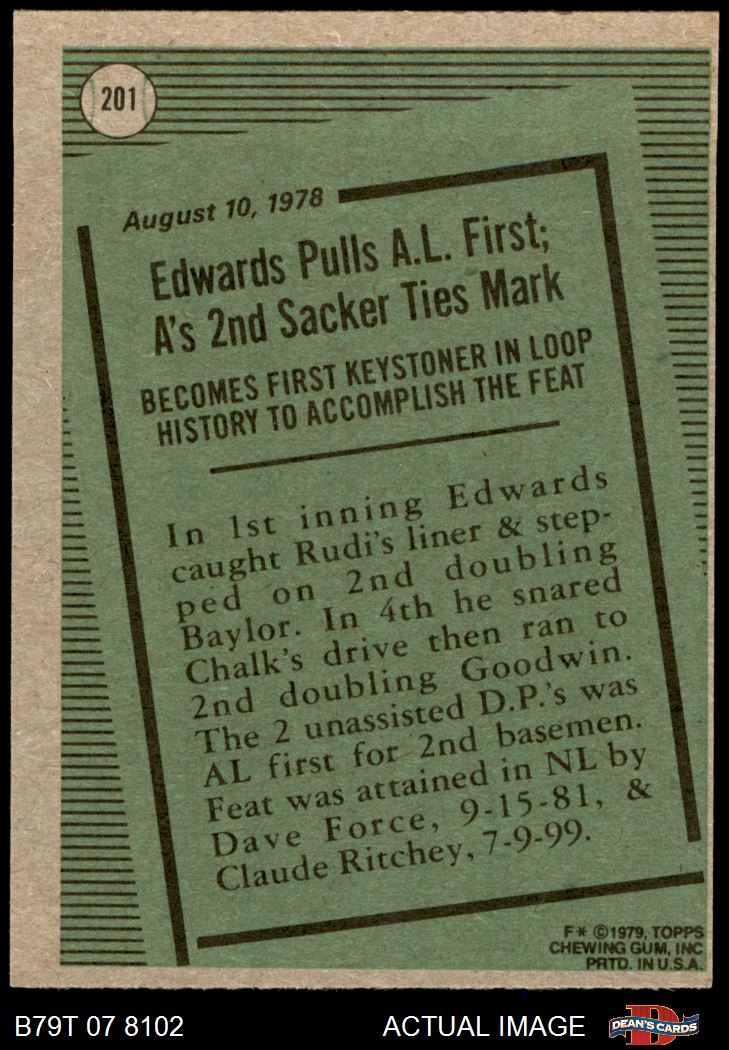 201
August 10, 1978
Edwards Pulls A.L. First;
A's 2nd Sacker Ties Mark
BECOMES FIRST KEYSTONER IN LOOP
HISTORY TO ACCOMPLISH THE FEAT
In 1st inning Edwards
caught Rudi's liner & step-
ped on 2nd doubling
Baylor. In 4th he snared
Chalk's drive then ran to
2nd doubling Goodwin.
The 2 unassisted D.P.'s was
AL first for 2nd basemen.
Feat was attained in NL by
Dave Force, 9-15-81, &
Claude Ritchey, 7-9-99.
F* ©1979, TOPPS
CHEWING GUM, INC
PRTD. IN U.S.A.
B79T 07 8102
ACTUAL IMAGE
D
DEAN'S CARDS